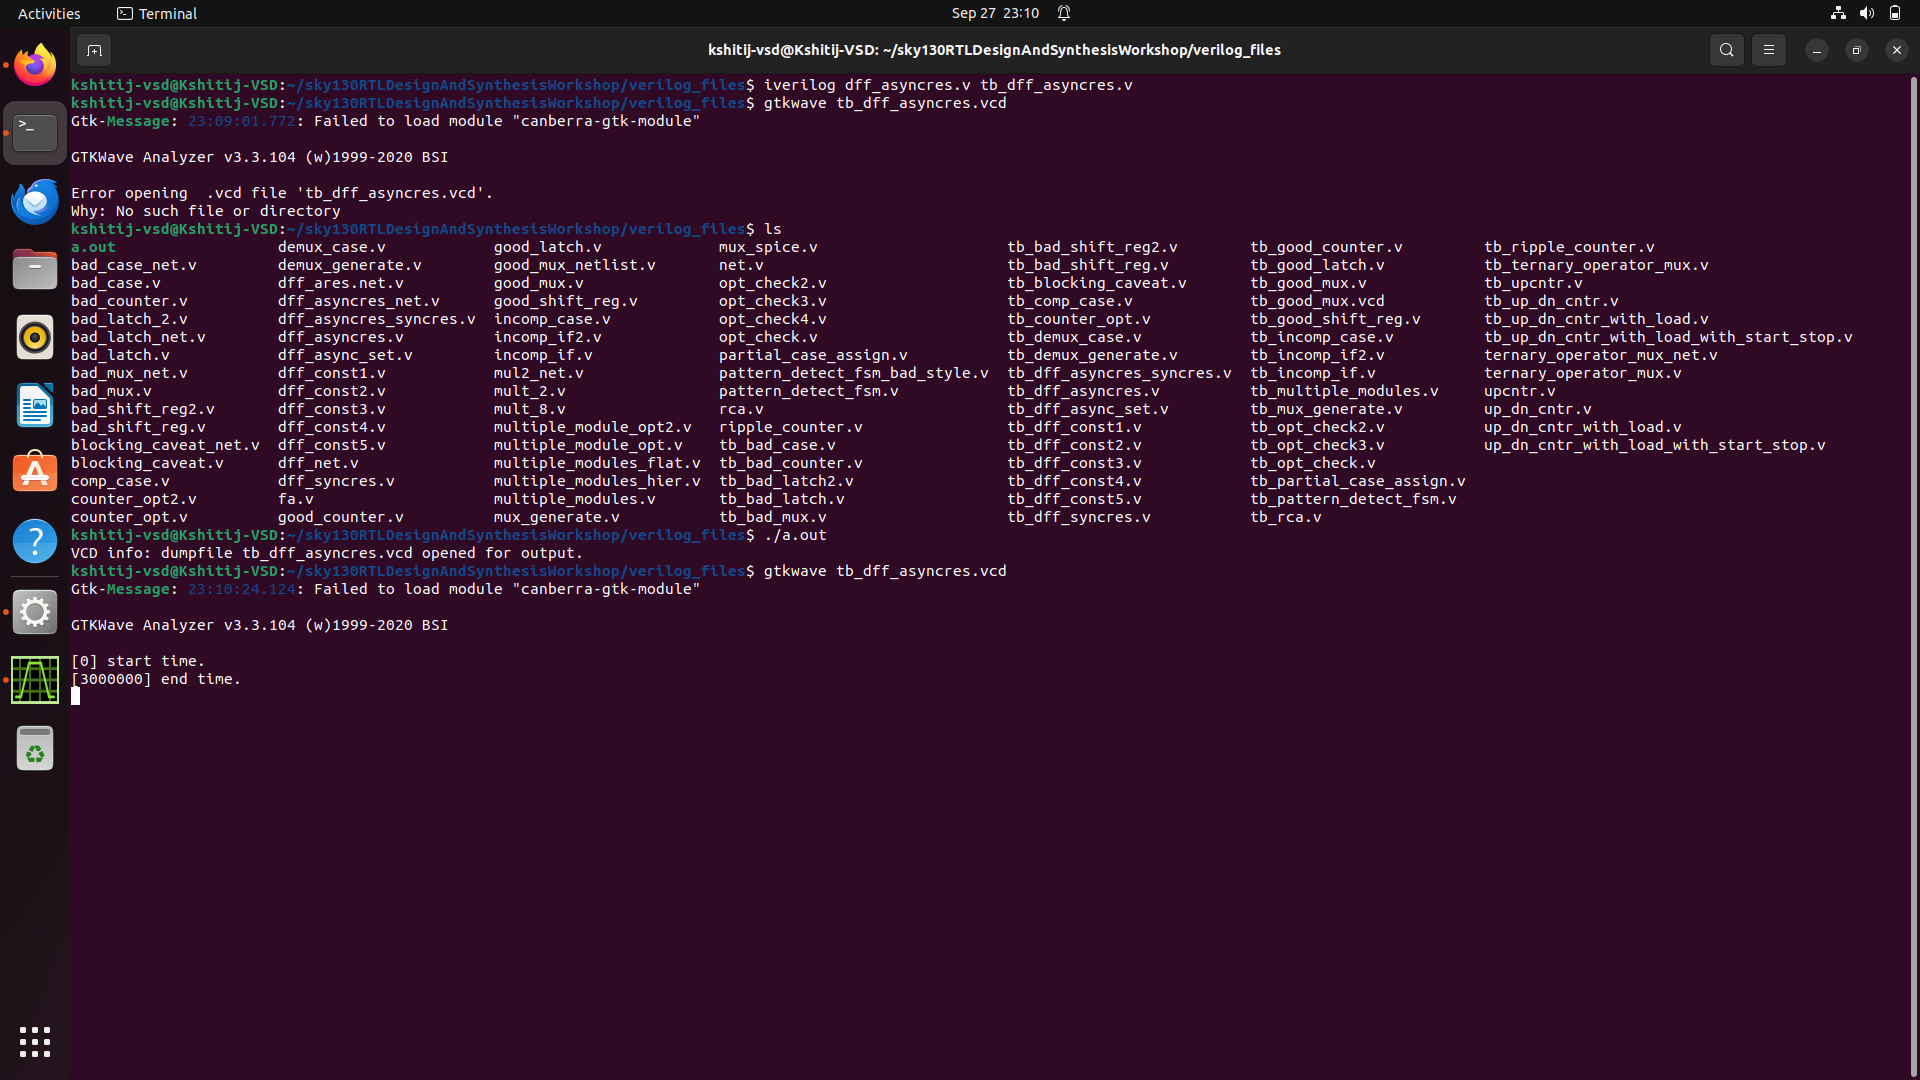 Activities Terminal Sep 27 23:10
kshitij-vsd@Kshitij-VSD: ~/sky130RTLDesignAndSynthesisWorkshop/verilog_files
kshitij-vsd@Kshitij-VSD:~/sky130RTLDesignAndSynthesisWorkshop/verilog_files$ iverilog dff_asyncres.v tb_dff_asyncres.v
kshitij-vsd@Kshitij-VSD:~/sky130RTLDesignAndSynthesisWorkshop/verilog_files$ gtkwave tb_dff_asyncres.vcd
Gtk-Message: 23:09:01.772: Failed to load module "canberra-gtk-module"
GTKWave Analyzer v3.3.104 (w)1999-2020 BSI
Error opening  .vcd file 'tb_dff_asyncres.vcd'.
Why: No such file or directory
kshitij-vsd@Kshitij-VSD:~/sky130RTLDesignAndSynthesisWorkshop/verilog_files$ ls
a.out demux_case.v good_latch.v mux_spice.v tb_bad_shift_reg2.v tb_good_counter.v tb_ripple_counter.v
bad_case_net.v demux_generate.v good_mux_netlist.v net.v tb_bad_shift_reg.v tb_good_latch.v tb_ternary_operator_mux.v
bad_case.v dff_ares.net.v good_mux.v opt_check2.v tb_blocking_caveat.v tb_good_mux.v tb_upcntr.v
bad_counter.v dff_asyncres_net.v good_shift_reg.v opt_check3.v tb_comp_case.v tb_good_mux.vcd tb_up_dn_cntr.v
bad_latch_2.v dff_asyncres_syncres.v incomp_case.v opt_check4.v tb_counter_opt.v tb_good_shift_reg.v tb_up_dn_cntr_with_load.v
bad_latch_net.v dff_asyncres.v incomp_if2.v opt_check.v tb_demux_case.v tb_incomp_case.v tb_up_dn_cntr_with_load_with_start_stop.v
bad_latch.v dff_async_set.v incomp_if.v partial_case_assign.v tb_demux_generate.v tb_incomp_if2.v ternary_operator_mux_net.v
bad_mux_net.v dff_const1.v mul2_net.v pattern_detect_fsm_bad_style.v tb_dff_asyncres_syncres.v tb_incomp_if.v ternary_operator_mux.v
bad_mux.v dff_const2.v mult_2.v pattern_detect_fsm.v tb_dff_asyncres.v tb_multiple_modules.v upcntr.v
bad_shift_reg2.v dff_const3.v mult_8.v rca.v tb_dff_async_set.v tb_mux_generate.v up_dn_cntr.v
bad_shift_reg.v dff_const4.v multiple_module_opt2.v ripple_counter.v tb_dff_const1.v tb_opt_check2.v up_dn_cntr_with_load.v
blocking_caveat_net.v dff_const5.v multiple_module_opt.v tb_bad_case.v tb_dff_const2.v tb_opt_check3.v up_dn_cntr_with_load_with_start_stop.v
blocking_caveat.v dff_net.v multiple_modules_flat.v tb_bad_counter.v tb_dff_const3.v tb_opt_check.v
comp_case.v dff_syncres.v multiple_modules_hier.v tb_bad_latch2.v tb_dff_const4.v tb_partial_case_assign.v
counter_opt2.v fa.v multiple_modules.v tb_bad_latch.v tb_dff_const5.v tb_pattern_detect_fsm.v
counter_opt.v good_counter.v mux_generate.v tb_bad_mux.v tb_dff_syncres.v tb_rca.v
kshitij-vsd@Kshitij-VSD:~/sky130RTLDesignAndSynthesisWorkshop/verilog_files$ ./a.out
VCD info: dumpfile tb_dff_asyncres.vcd opened for output.
kshitij-vsd@Kshitij-VSD:~/sky130RTLDesignAndSynthesisWorkshop/verilog_files$ gtkwave tb_dff_asyncres.vcd
Gtk-Message: 23:10:24.124: Failed to load module "canberra-gtk-module"
GTKWave Analyzer v3.3.104 (w)1999-2020 BSI
[0] start time.
[3000000] end time.